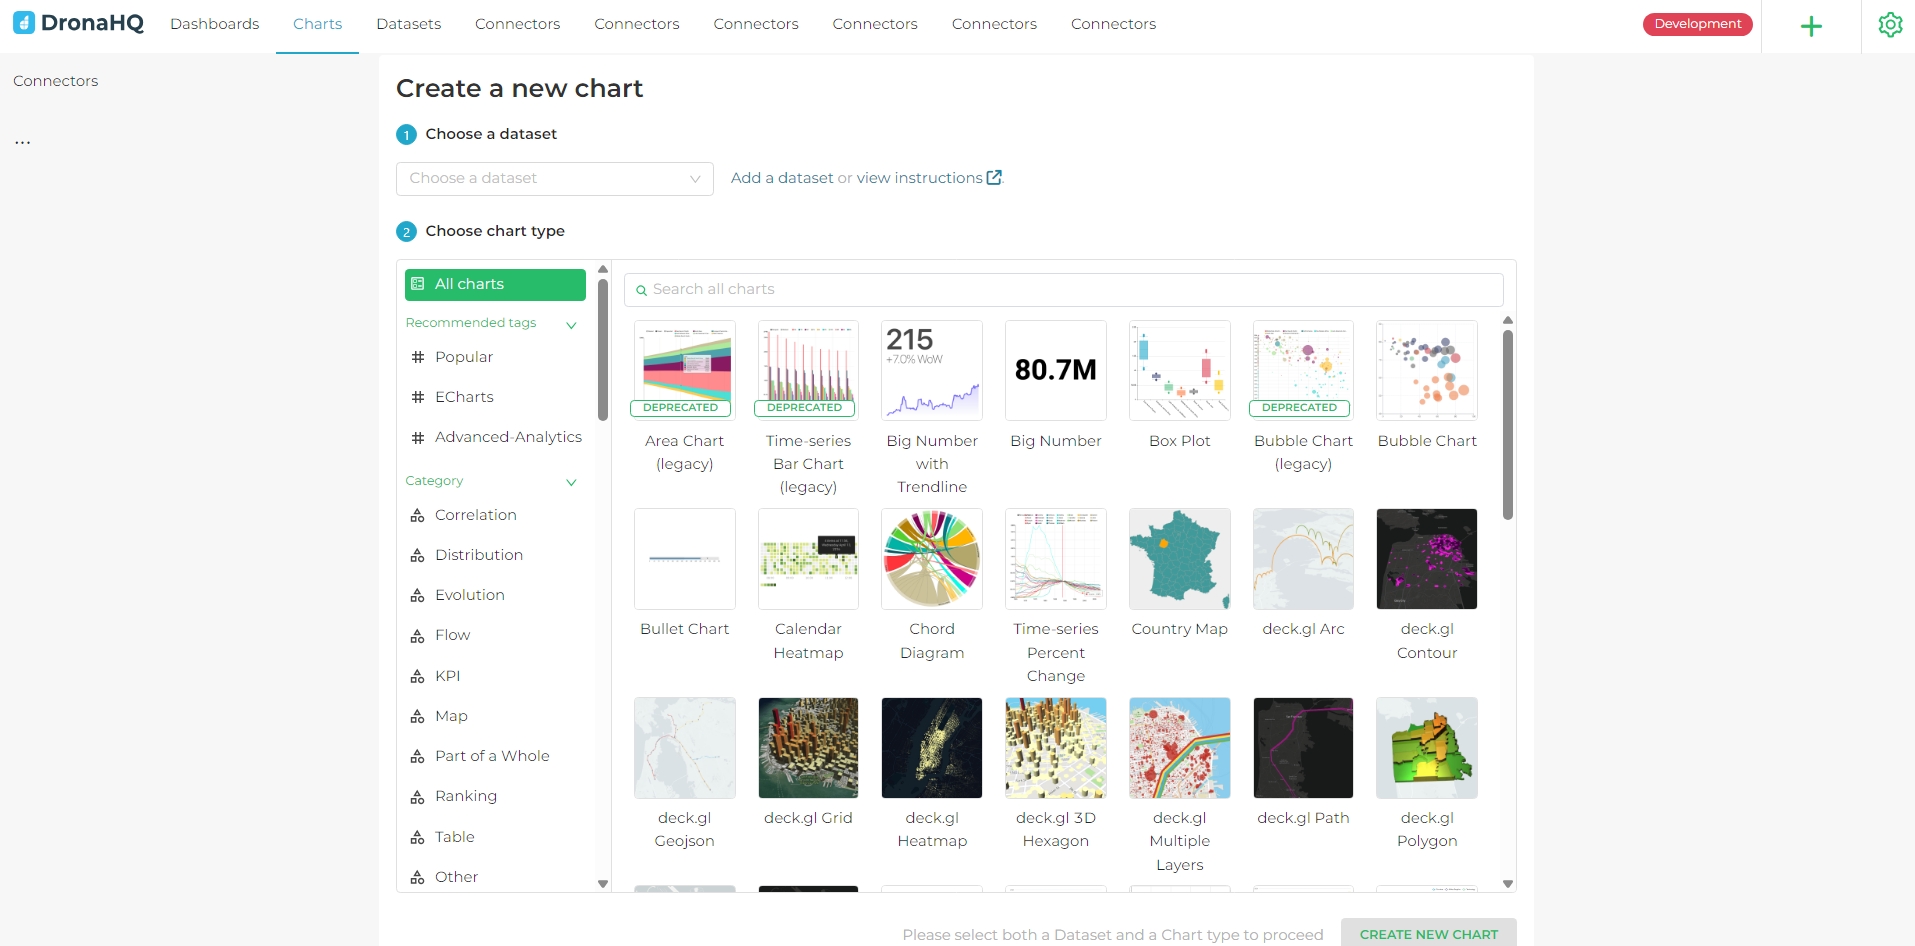 DronaHQ
Dashboards
Charts
Datasets
Connectors
Connectors
Connectors
Connectors
Connectors
Connectors
Development
Connectors
...
Create a new chart
1 Choose a dataset
Choose a dataset
Add a dataset or view instructions
2 Choose chart type
All charts
Recommended tags
# Popular
# ECharts
# Advanced-Analytics
Category
Correlation
Distribution
Evolution
Flow
KPI
Map
Part of a Whole
Ranking
Table
Other
Search all charts
DEPRECATED
Area Chart
(legacy)
DEPRECATED
Time-series
Bar Chart
(legacy)
215
+7.0% WoW
Big Number
with
Trendline
80.7M
Big Number
Box Plot
DEPRECATED
Bubble Chart
(legacy)
Bubble Chart
Bullet Chart
Calendar
Heatmap
Chord
Diagram
Time-series
Percent
Change
Country Map
deck.gl Arc
deck.gl
Contour
deck.gl
Geojson
deck.gl Grid
deck.gl
Heatmap
deck.gl 3D
Hexagon
deck.gl
Multiple
Layers
deck.gl Path
deck.gl
Polygon
Please select both a Dataset and a Chart type to proceed
CREATE NEW CHART